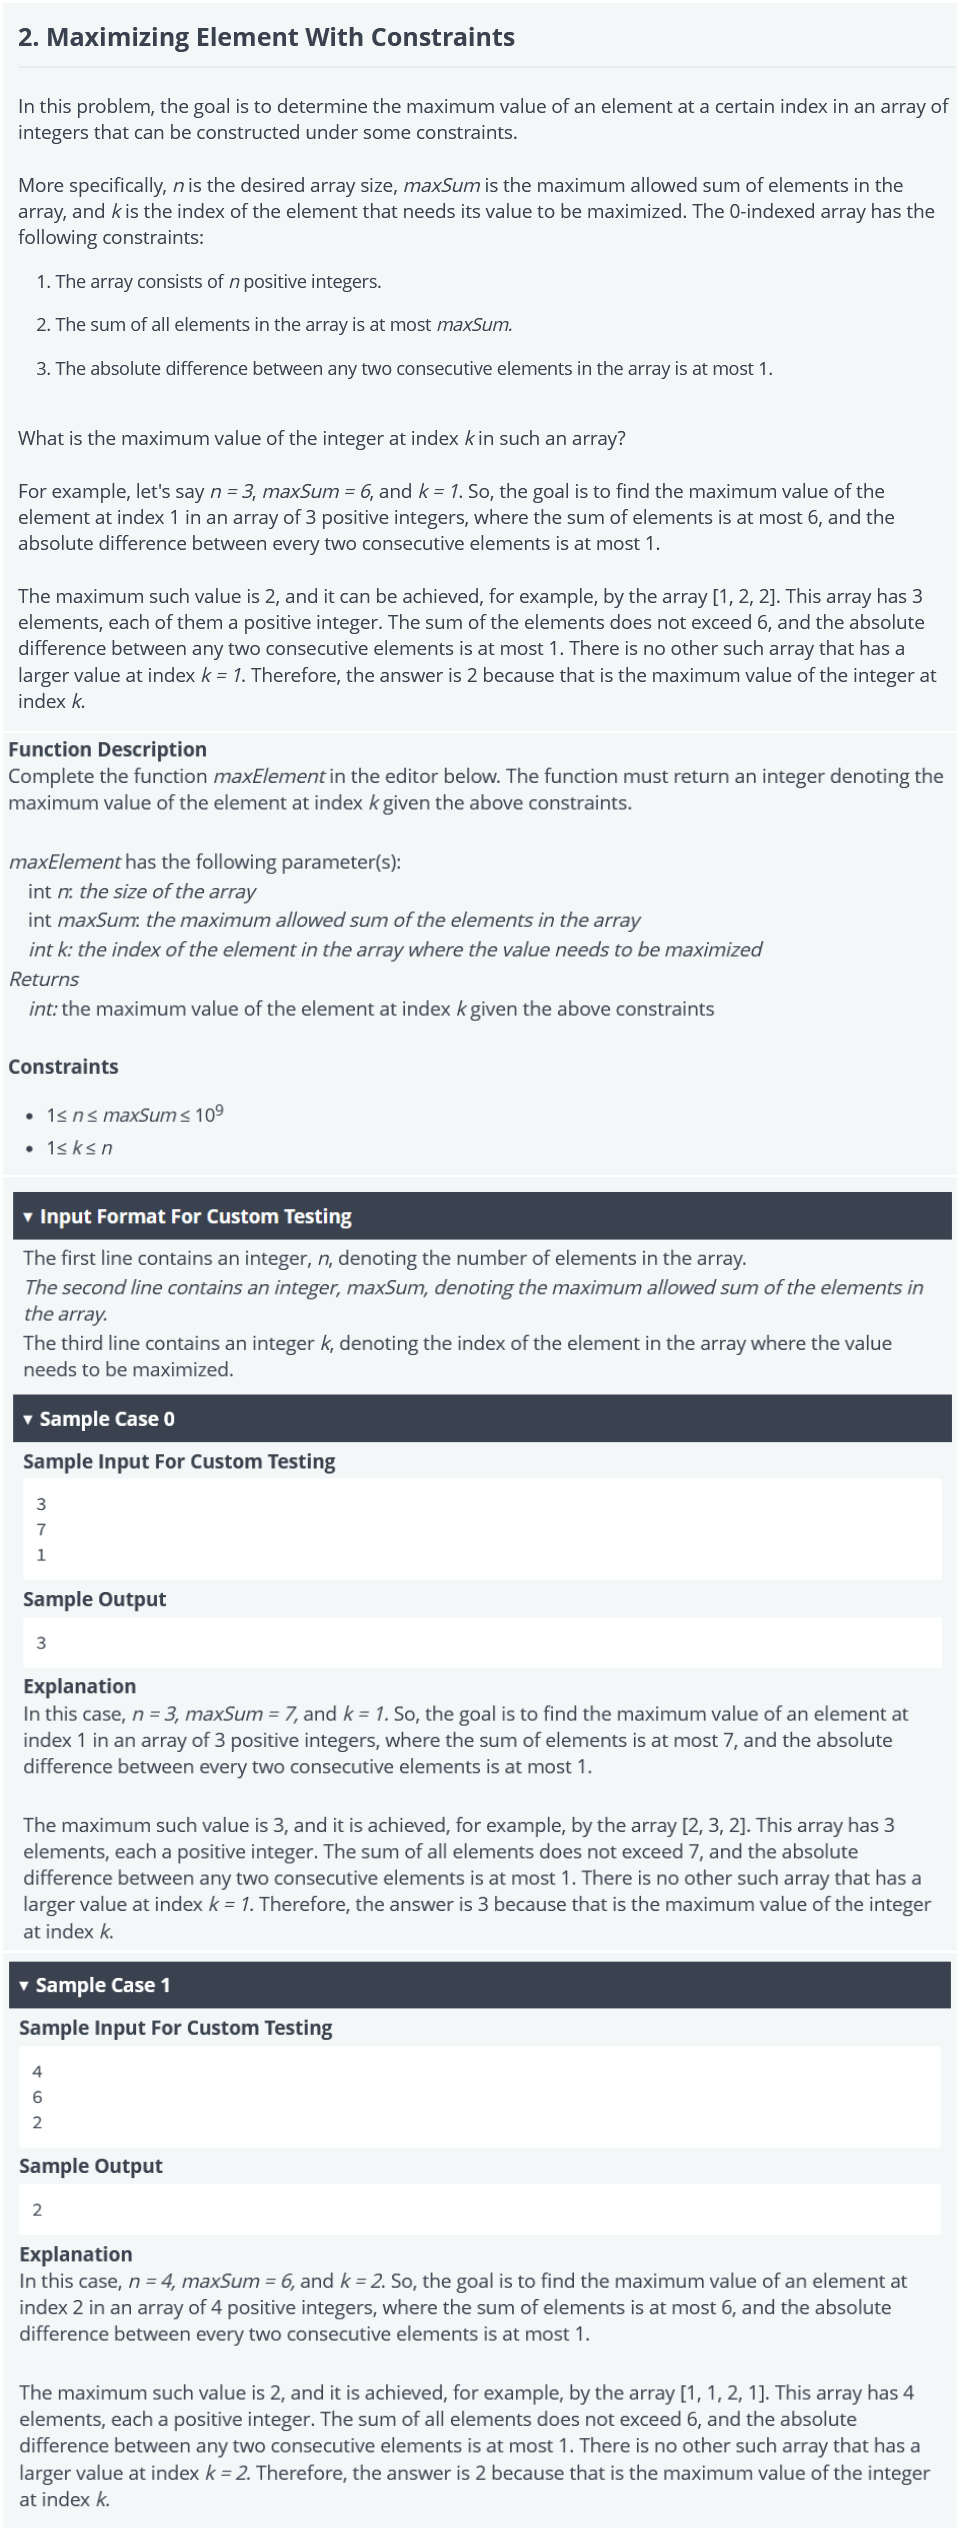 2. Maximizing Element With Constraints
In this problem, the goal is to determine the maximum value of an element at a certain index in an array of
integers that can be constructed under some constraints.
More specifically, n is the desired array size, maxSum is the maximum allowed sum of elements in the
array, and k is the index of the element that needs its value to be maximized. The 0-indexed array has the
following constraints:
1. The array consists of n positive integers.
2. The sum of all elements in the array is at most maxSum.
3. The absolute difference between any two consecutive elements in the array is at most 1.
What is the maximum value of the integer at index k in such an array?
For example, let's say n = 3, maxSum = 6, and k = 1. So, the goal is to find the maximum value of the
element at index 1 in an array of 3 positive integers, where the sum of elements is at most 6, and the
absolute difference between every two consecutive elements is at most 1.
The maximum such value is 2, and it can be achieved, for example, by the array [1, 2, 2]. This array has 3
elements, each of them a positive integer. The sum of the elements does not exceed 6, and the absolute
difference between any two consecutive elements is at most 1. There is no other such array that has a
larger value at index k = 1. Therefore, the answer is 2 because that is the maximum value of the integer at
index k.
Function Description
Complete the function maxElement in the editor below. The function must return an integer denoting the
maximum value of the element at index k given the above constraints.
maxElement has the following parameter(s):
int n: the size of the array
int maxSum: the maximum allowed sum of the elements in the array
int k: the index of the element in the array where the value needs to be maximized
Returns
int: the maximum value of the element at index k given the above constraints
Constraints
• 1≤ n ≤ maxSum ≤ 10⁹
• 1≤ k ≤ n
▾ Input Format For Custom Testing
The first line contains an integer, n, denoting the number of elements in the array.
The second line contains an integer, maxSum, denoting the maximum allowed sum of the elements in
the array.
The third line contains an integer k, denoting the index of the element in the array where the value
needs to be maximized.
▾ Sample Case 0
Sample Input For Custom Testing
3
7
1
Sample Output
3
Explanation
In this case, n = 3, maxSum = 7, and k = 1. So, the goal is to find the maximum value of an element at
index 1 in an array of 3 positive integers, where the sum of elements is at most 7, and the absolute
difference between every two consecutive elements is at most 1.
The maximum such value is 3, and it is achieved, for example, by the array [2, 3, 2]. This array has 3
elements, each a positive integer. The sum of all elements does not exceed 7, and the absolute
difference between any two consecutive elements is at most 1. There is no other such array that has a
larger value at index k = 1. Therefore, the answer is 3 because that is the maximum value of the integer
at index k.
▾ Sample Case 1
Sample Input For Custom Testing
4
6
2
Sample Output
2
Explanation
In this case, n = 4, maxSum = 6, and k = 2. So, the goal is to find the maximum value of an element at
index 2 in an array of 4 positive integers, where the sum of elements is at most 6, and the absolute
difference between every two consecutive elements is at most 1.
The maximum such value is 2, and it is achieved, for example, by the array [1, 1, 2, 1]. This array has 4
elements, each a positive integer. The sum of all elements does not exceed 6, and the absolute
difference between any two consecutive elements is at most 1. There is no other such array that has a
larger value at index k = 2. Therefore, the answer is 2 because that is the maximum value of the integer
at index k.